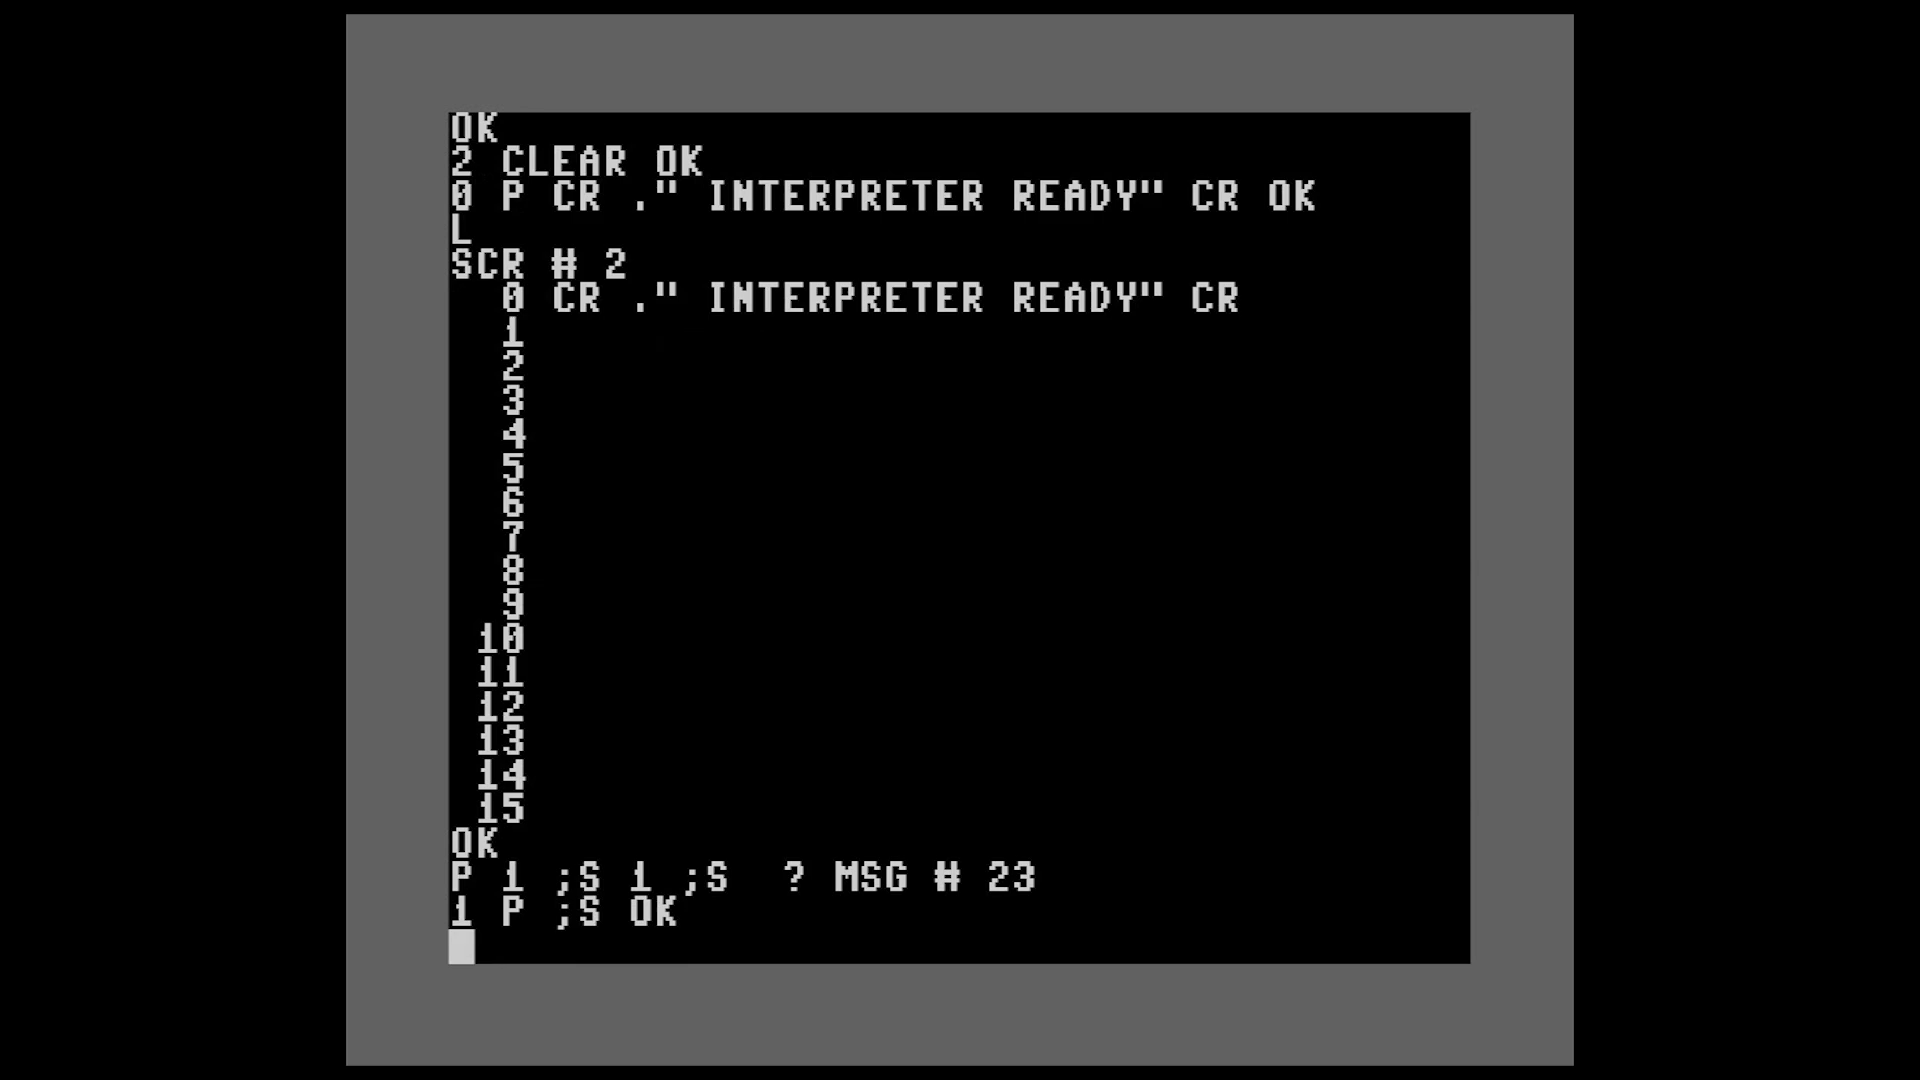 OK
2 CLEAR OK
0 P CR ." INTERPRETER READY" CR OK
L
SCR # 2
0 CR ." INTERPRETER READY" CR
1
2
3
4
5
6
7
8
9
10
11
12
13
14
15
OK
P 1 ;S 1 ;S  ? MSG # 23
1 P ;S OK